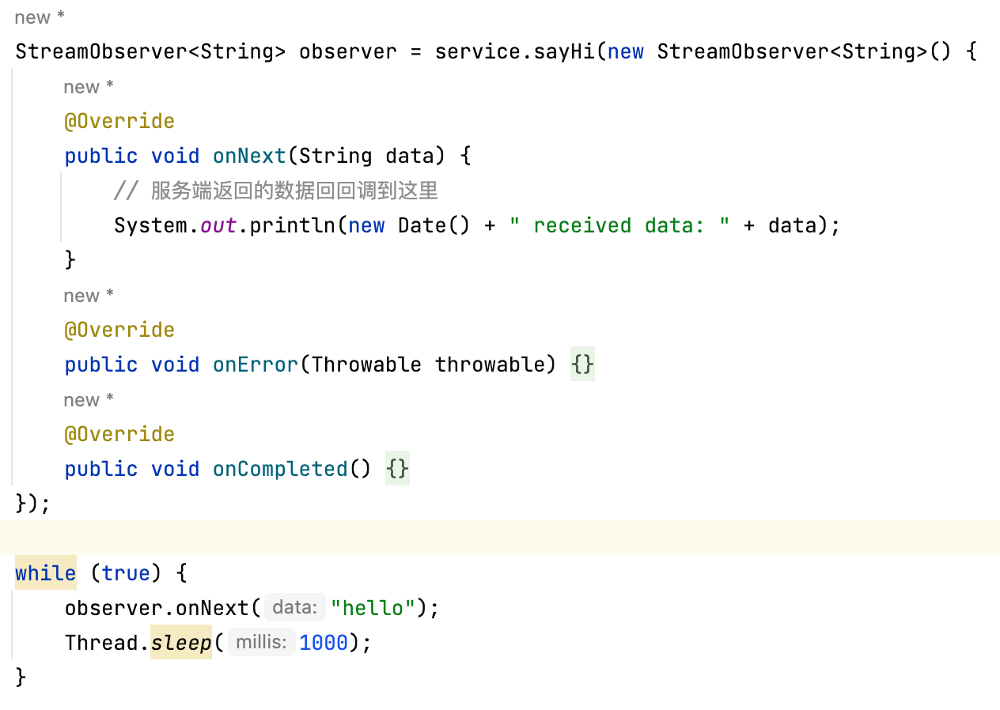 new *
StreamObserver<String> observer = service.sayHi(new StreamObserver<String>() {
new *
@Override
public void onNext(String data) {
// 服务端返回的数据回回调到这里
System.out.println(new Date() + " received data: " + data);
}
new *
@Override
public void onError(Throwable throwable) {}
new *
@Override
public void onCompleted() {}
});
while (true) {
observer.onNext( data: "hello");
Thread.sleep( millis: 1000);
}